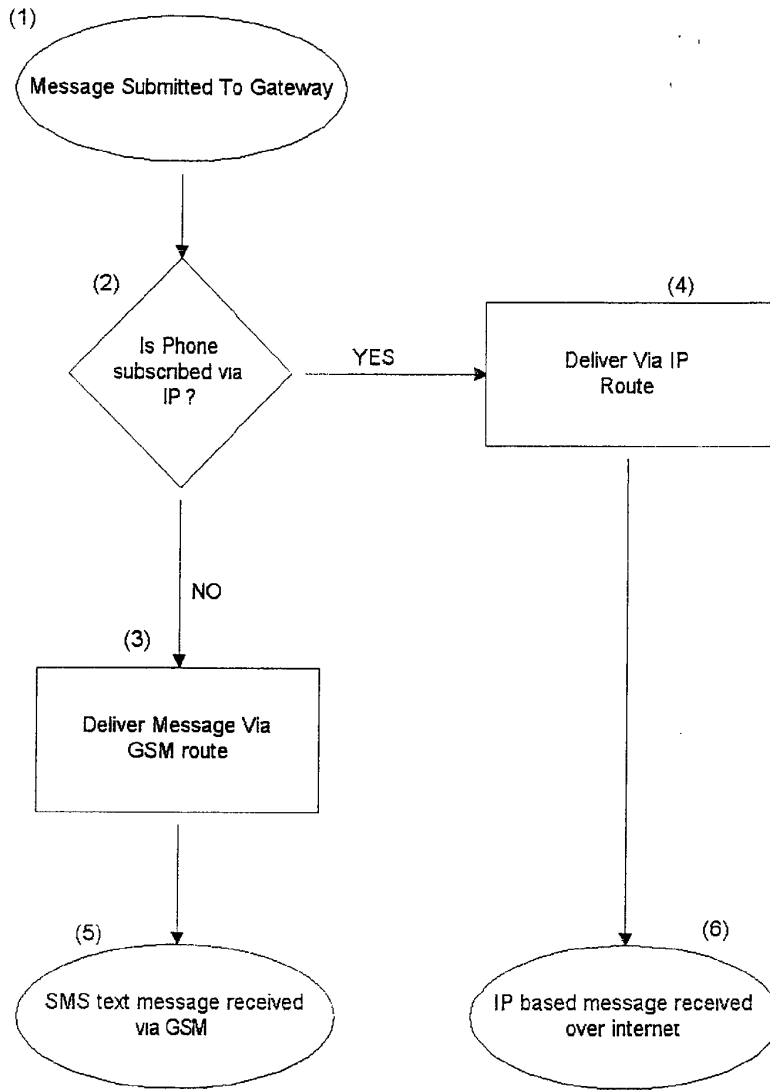 (1)
Message Submitted To Gateway
(2)
Is Phone
subscribed via
IP ?
YES
(4)
Deliver Via IP
Route
NO
(3)
Deliver Message Via
GSM route
(5)
SMS text message received
via GSM
(6)
IP based message received
over internet